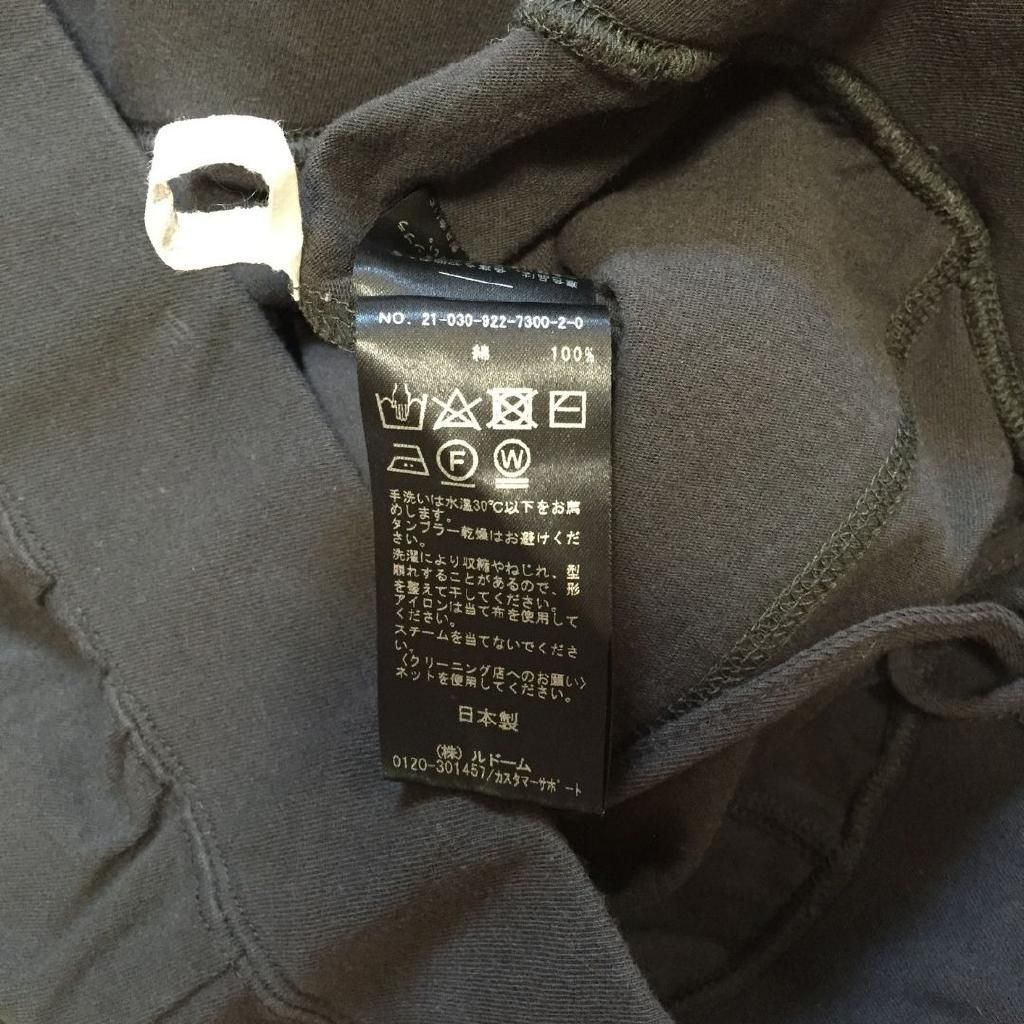 NO. 21-030-922-7300-2-0
綿 100%
F W
手洗いは水温30℃以下をお薦
めします。
タンブラー乾燥はお避けくだ
さい。
洗濯により収縮やねじれ、型
崩れすることがあるので、形
を整えて干してください。
アイロンは当て布を使用して
ください。
スチームを当てないでくださ
い。
〈クリーニング店へのお願い〉
ネットを使用してください。
日本製
(株) ルドーム
0120-301457/カスタマーサポート